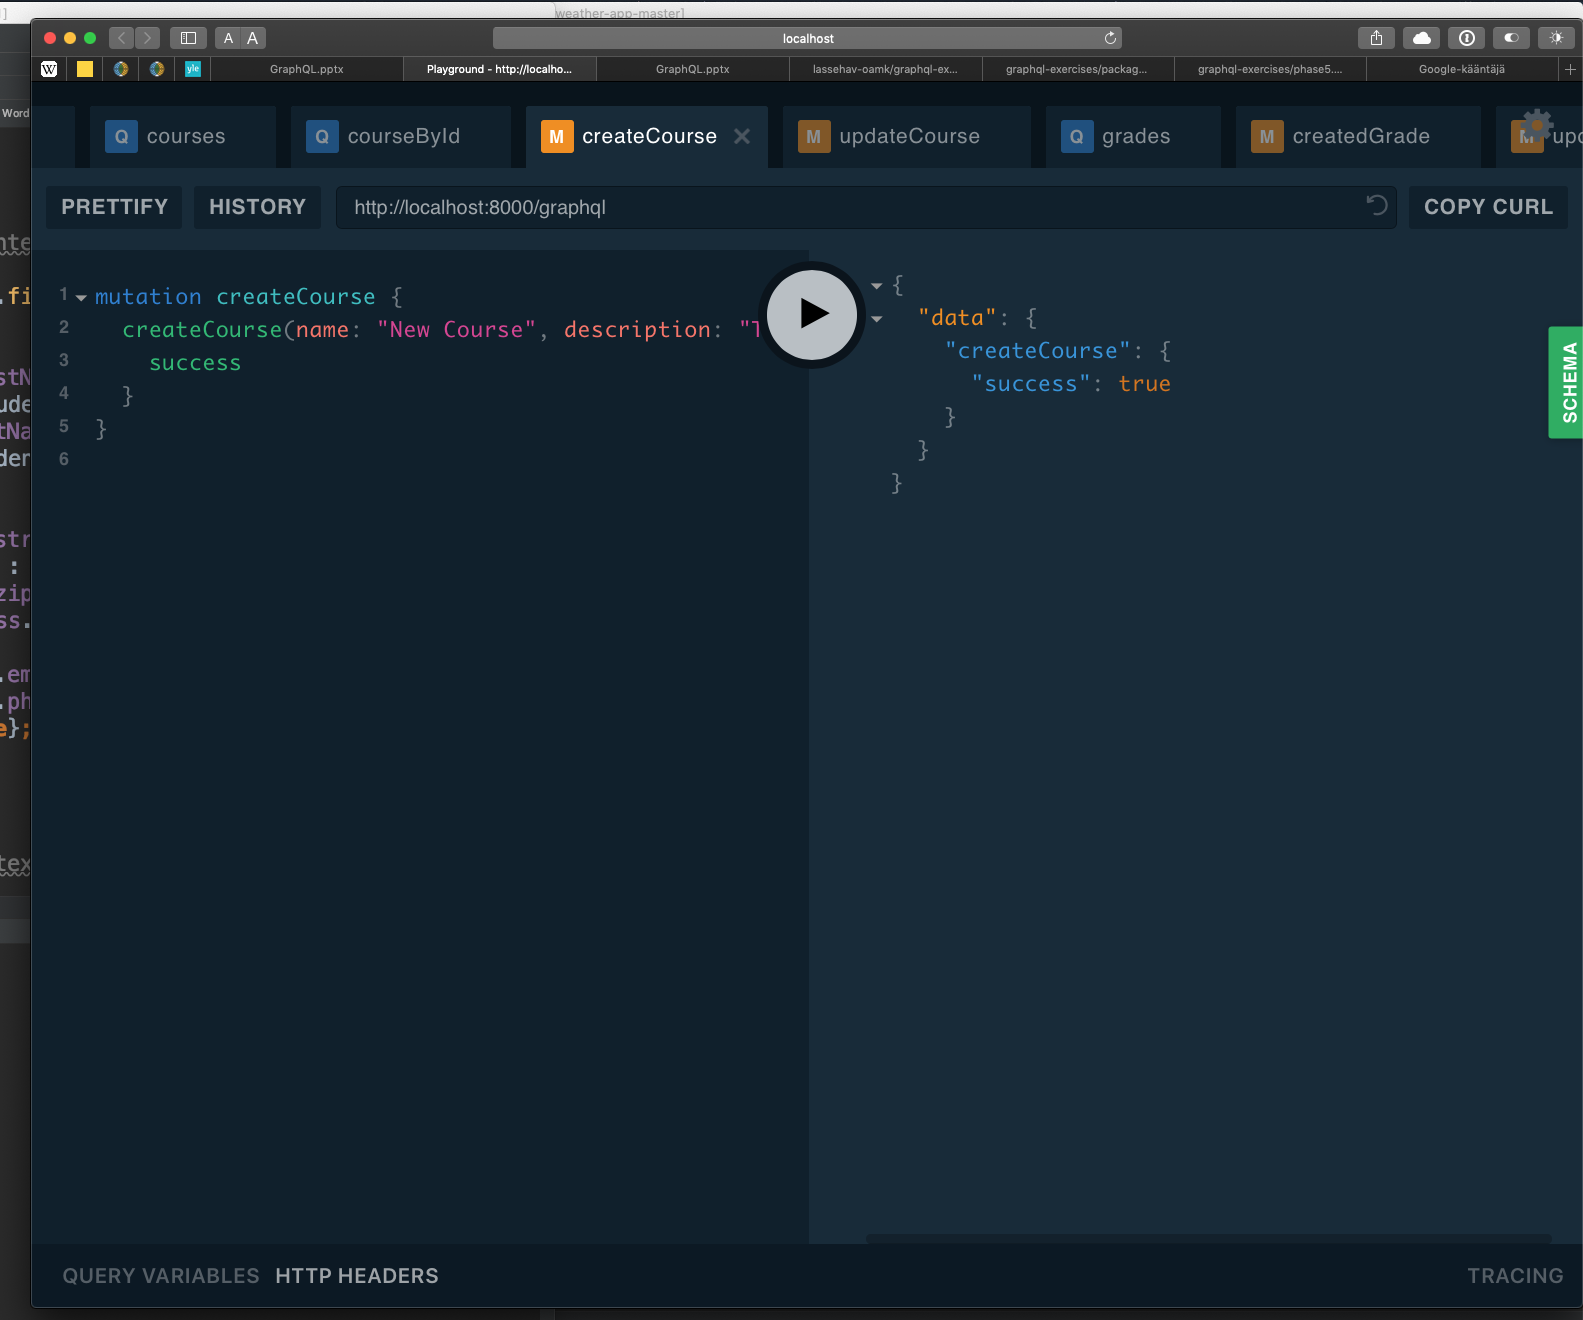 weather-app-master]
localhost
A A
W
yle
GraphQL.pptx
Playground - http://localho...
GraphQL.pptx
lassehav-oamk/graphql-ex...
graphql-exercises/packag...
graphql-exercises/phase5....
Google-kääntäjä
Word
Q courses
Q courseById
M createCourse
M updateCourse
Q grades
M createdGrade
M
PRETTIFY
HISTORY
http://localhost:8000/graphql
COPY CURL
1 mutation createCourse {
2 createCourse(name: "New Course", description: "
3 success
4 }
5 }
6
{
"data": {
"createCourse": {
"success": true
}
}
}
SCHEMA
QUERY VARIABLES HTTP HEADERS
TRACING